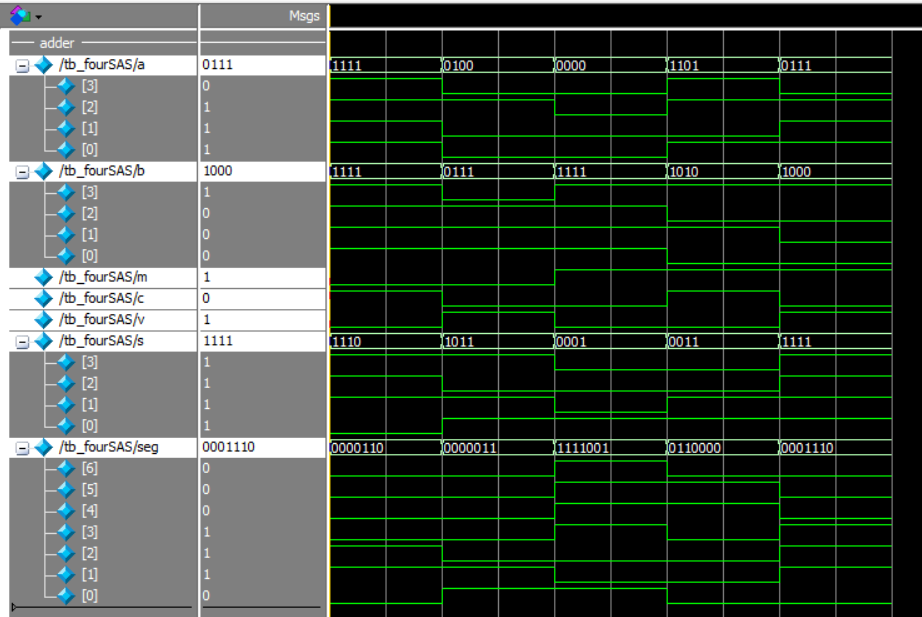 Msgs
adder
/tb_fourSAS/a 0111 1111 0100 0000 1101 0111
[3] 0
[2] 1
[1] 1
[0] 1
/tb_fourSAS/b 1000 1111 0111 1111 1010 1000
[3] 1
[2] 0
[1] 0
[0] 0
/tb_fourSAS/m 1
/tb_fourSAS/c 0
/tb_fourSAS/v 1
/tb_fourSAS/s 1111 1110 1011 0001 0011 1111
[3] 1
[2] 1
[1] 1
[0] 1
/tb_fourSAS/seg 0001110 0000110 0000011 1111001 0110000 0001110
[6] 0
[5] 0
[4] 0
[3] 1
[2] 1
[1] 1
[0] 0